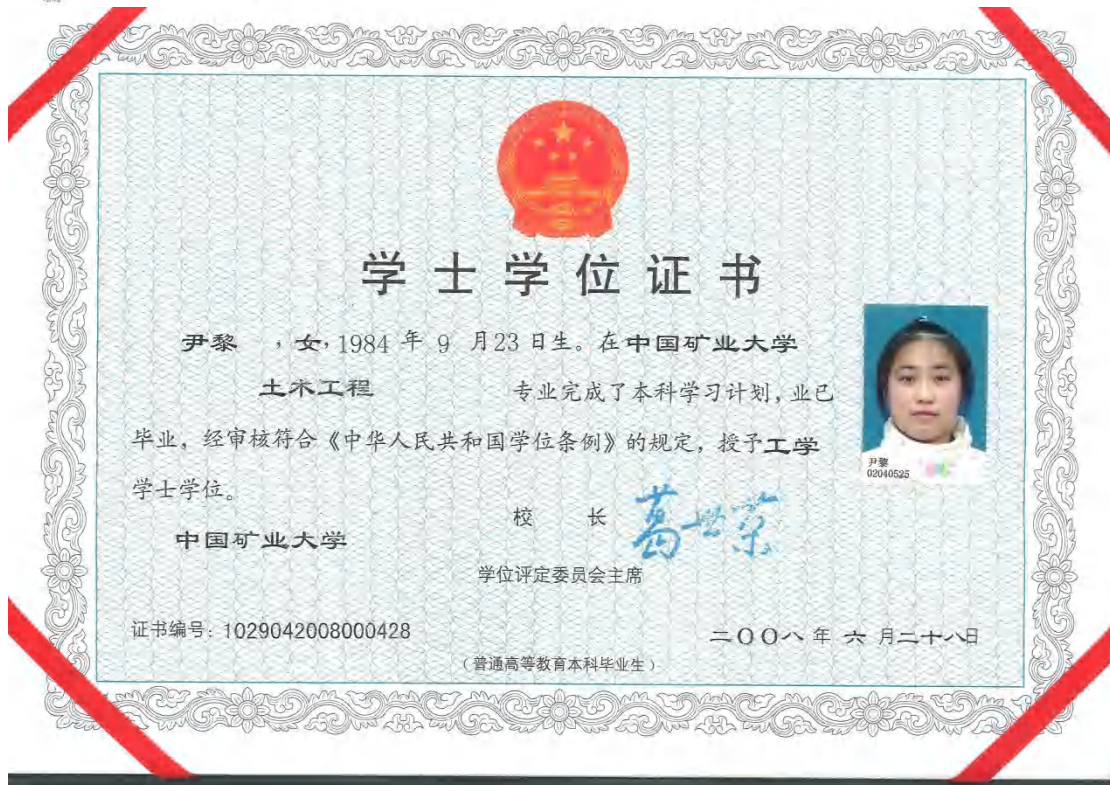 学士学位证书
尹黎，女，1984 年 9 月23 日生。在中国矿业大学
土木工程 专业完成了本科学习计划，业已
毕业，经审核符合《中华人民共和国学位条例》的规定，授予工学
学士学位。
尹黎
02040525
校 长 葛世荣
中国矿业大学
学位评定委员会主席
证书编号：1029042008000428
二〇〇八 年 六 月二十八日
（普通高等教育本科毕业生）